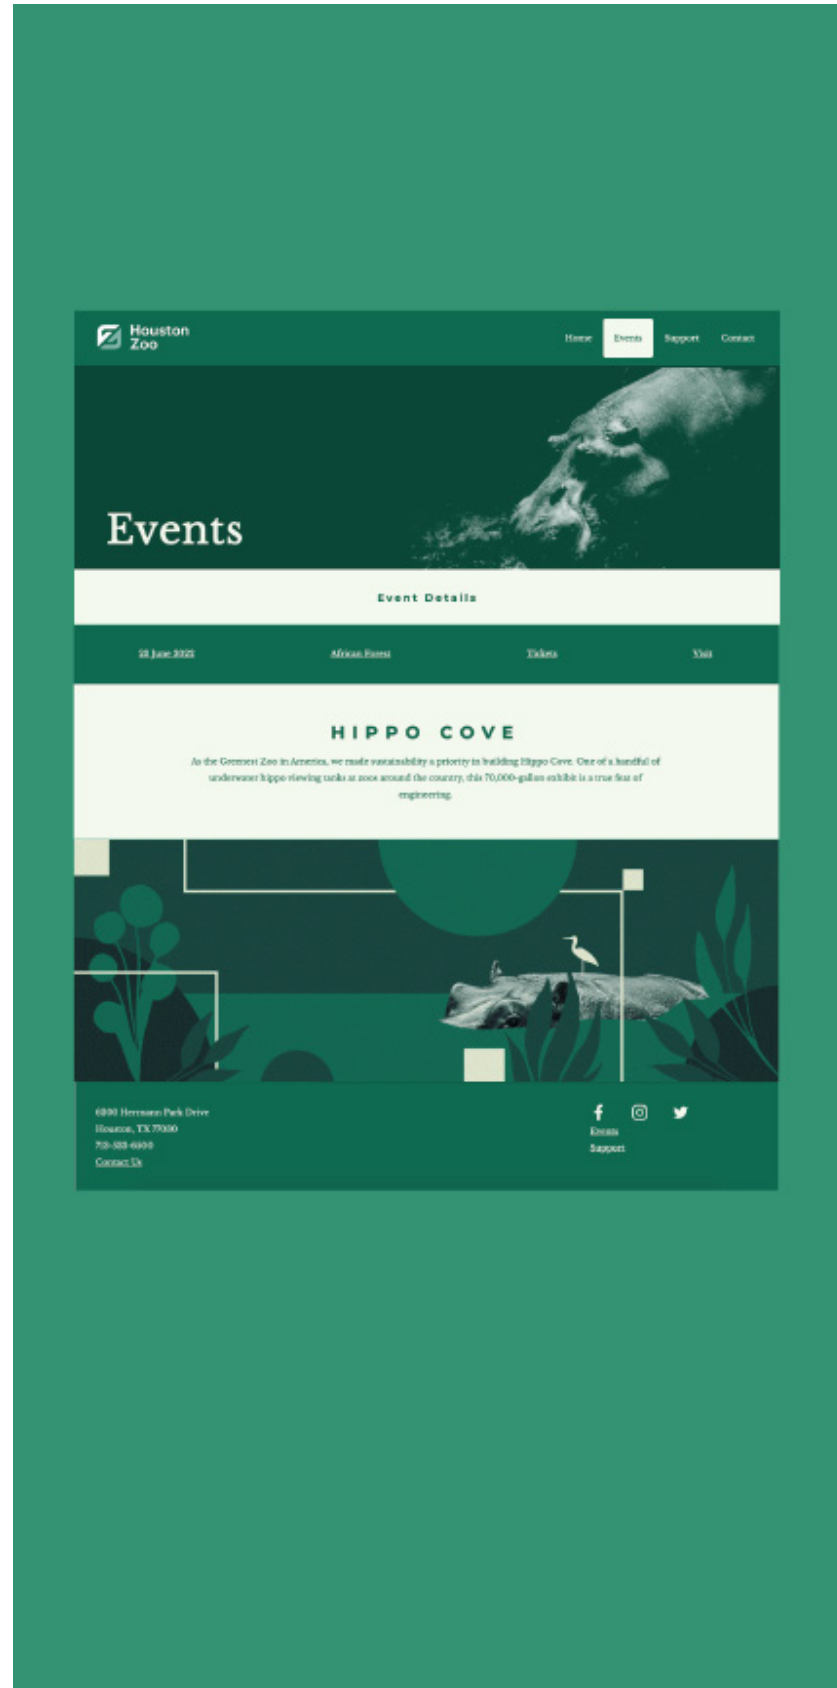 Houston
Zoo
Home
Events
Support
Contact
Events
Event Details
June 2022
African Forest
Tickets
Visit
HIPPO COVE
As the Greenest Zoo in America, we made sustainability a priority in building Hippo Cove. One of a handful of
underwater hippo viewing tanks at zoos around the country, this 70,000-gallon exhibit is a true feat of
engineering.
Hermann Park Drive
Houston, TX
Contact Us
Events
Support